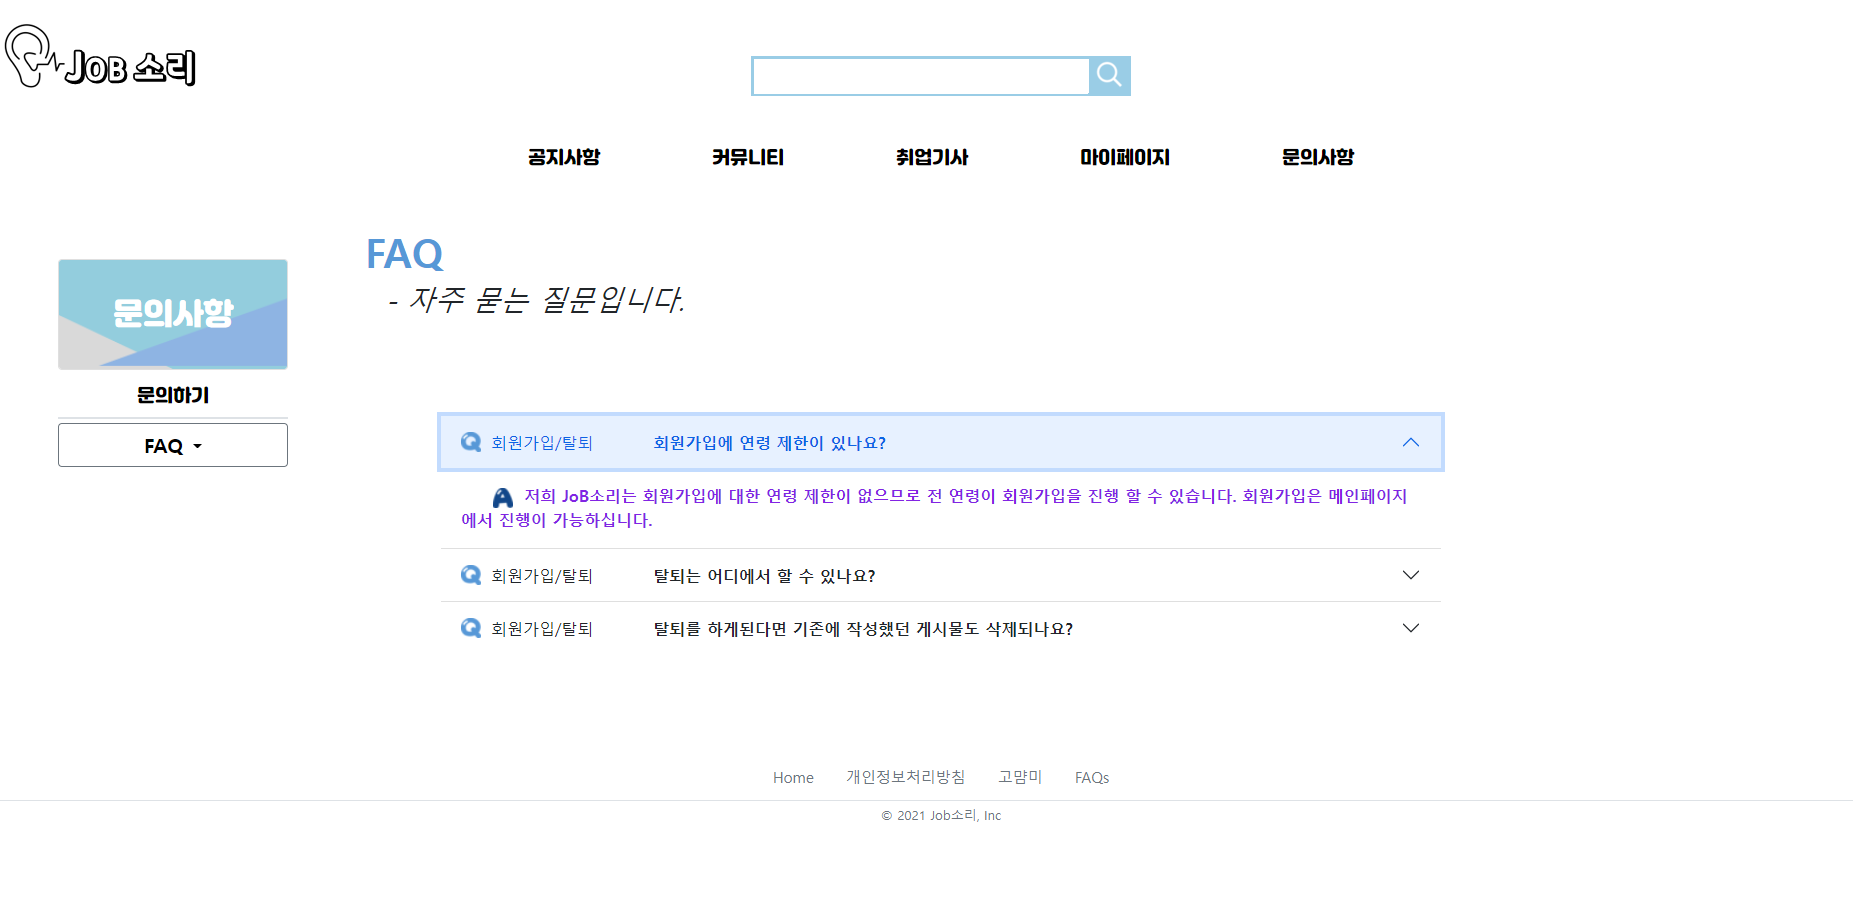 JOB 소리
공지사항 커뮤니티 취업기사 마이페이지 문의사항
문의사항
문의하기
FAQ
FAQ
- 자주 묻는 질문입니다.
Q 회원가입/탈퇴 회원가입에 연령 제한이 있나요?
A 저희 JoB소리는 회원가입에 대한 연령 제한이 없으므로 전 연령이 회원가입을 진행 할 수 있습니다. 회원가입은 메인페이지
에서 진행이 가능하십니다.
Q 회원가입/탈퇴 탈퇴는 어디에서 할 수 있나요?
Q 회원가입/탈퇴 탈퇴를 하게된다면 기존에 작성했던 게시물도 삭제되나요?
Home 개인정보처리방침 고먐미 FAQs
© 2021 Job소리, Inc